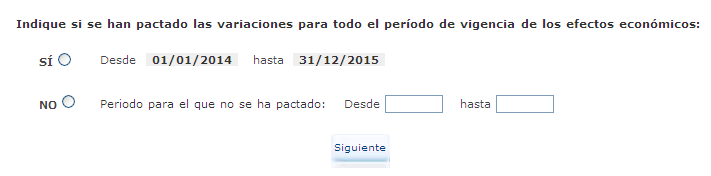 Indique si se han pactado las variaciones para todo el período de vigencia de los efectos económicos:
SÍ Desde 01/01/2014 hasta 31/12/2015
NO Periodo para el que no se ha pactado: Desde hasta
Siguiente